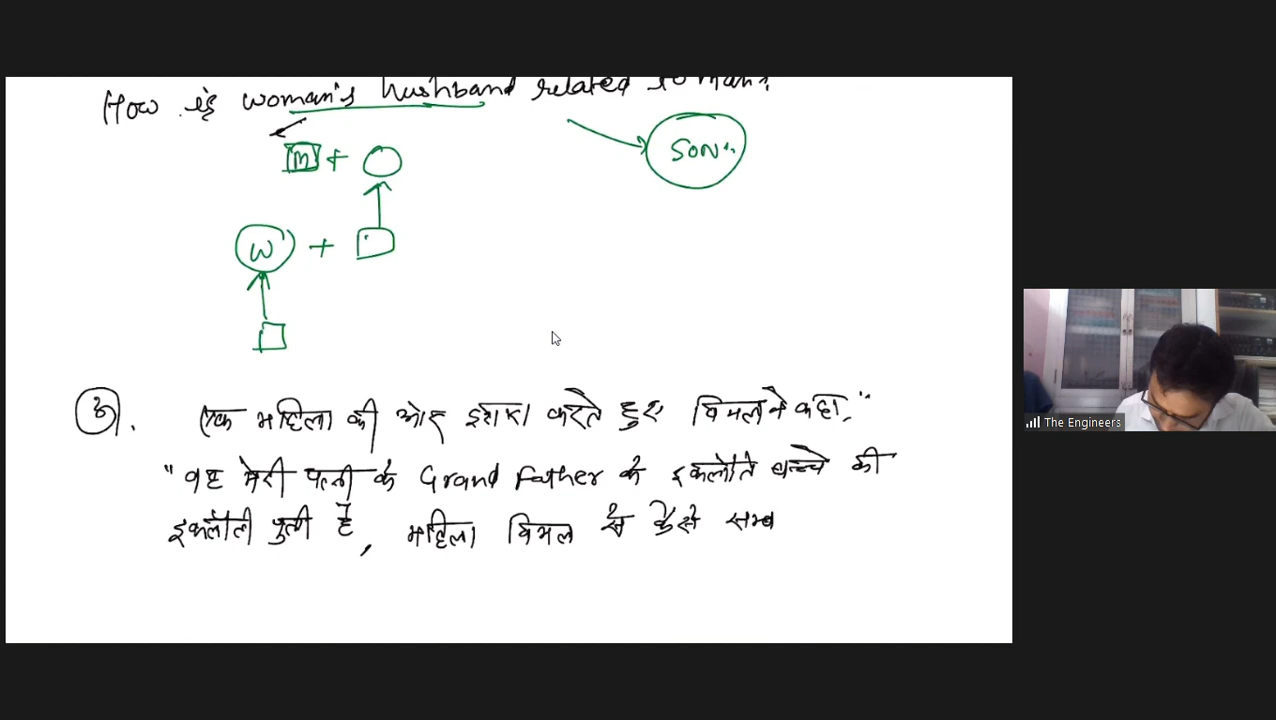 How is woman's hushband related to man?
M + SON
W +
3. एक महिला की ओर इशारा करते हुए विमल ने कहा,"
"वह मेरी पत्नी के Grand Father के इकलौते बच्चे की
इकलौती पुत्री है, महिला विमल से कैसे सम्ब
The Engineers